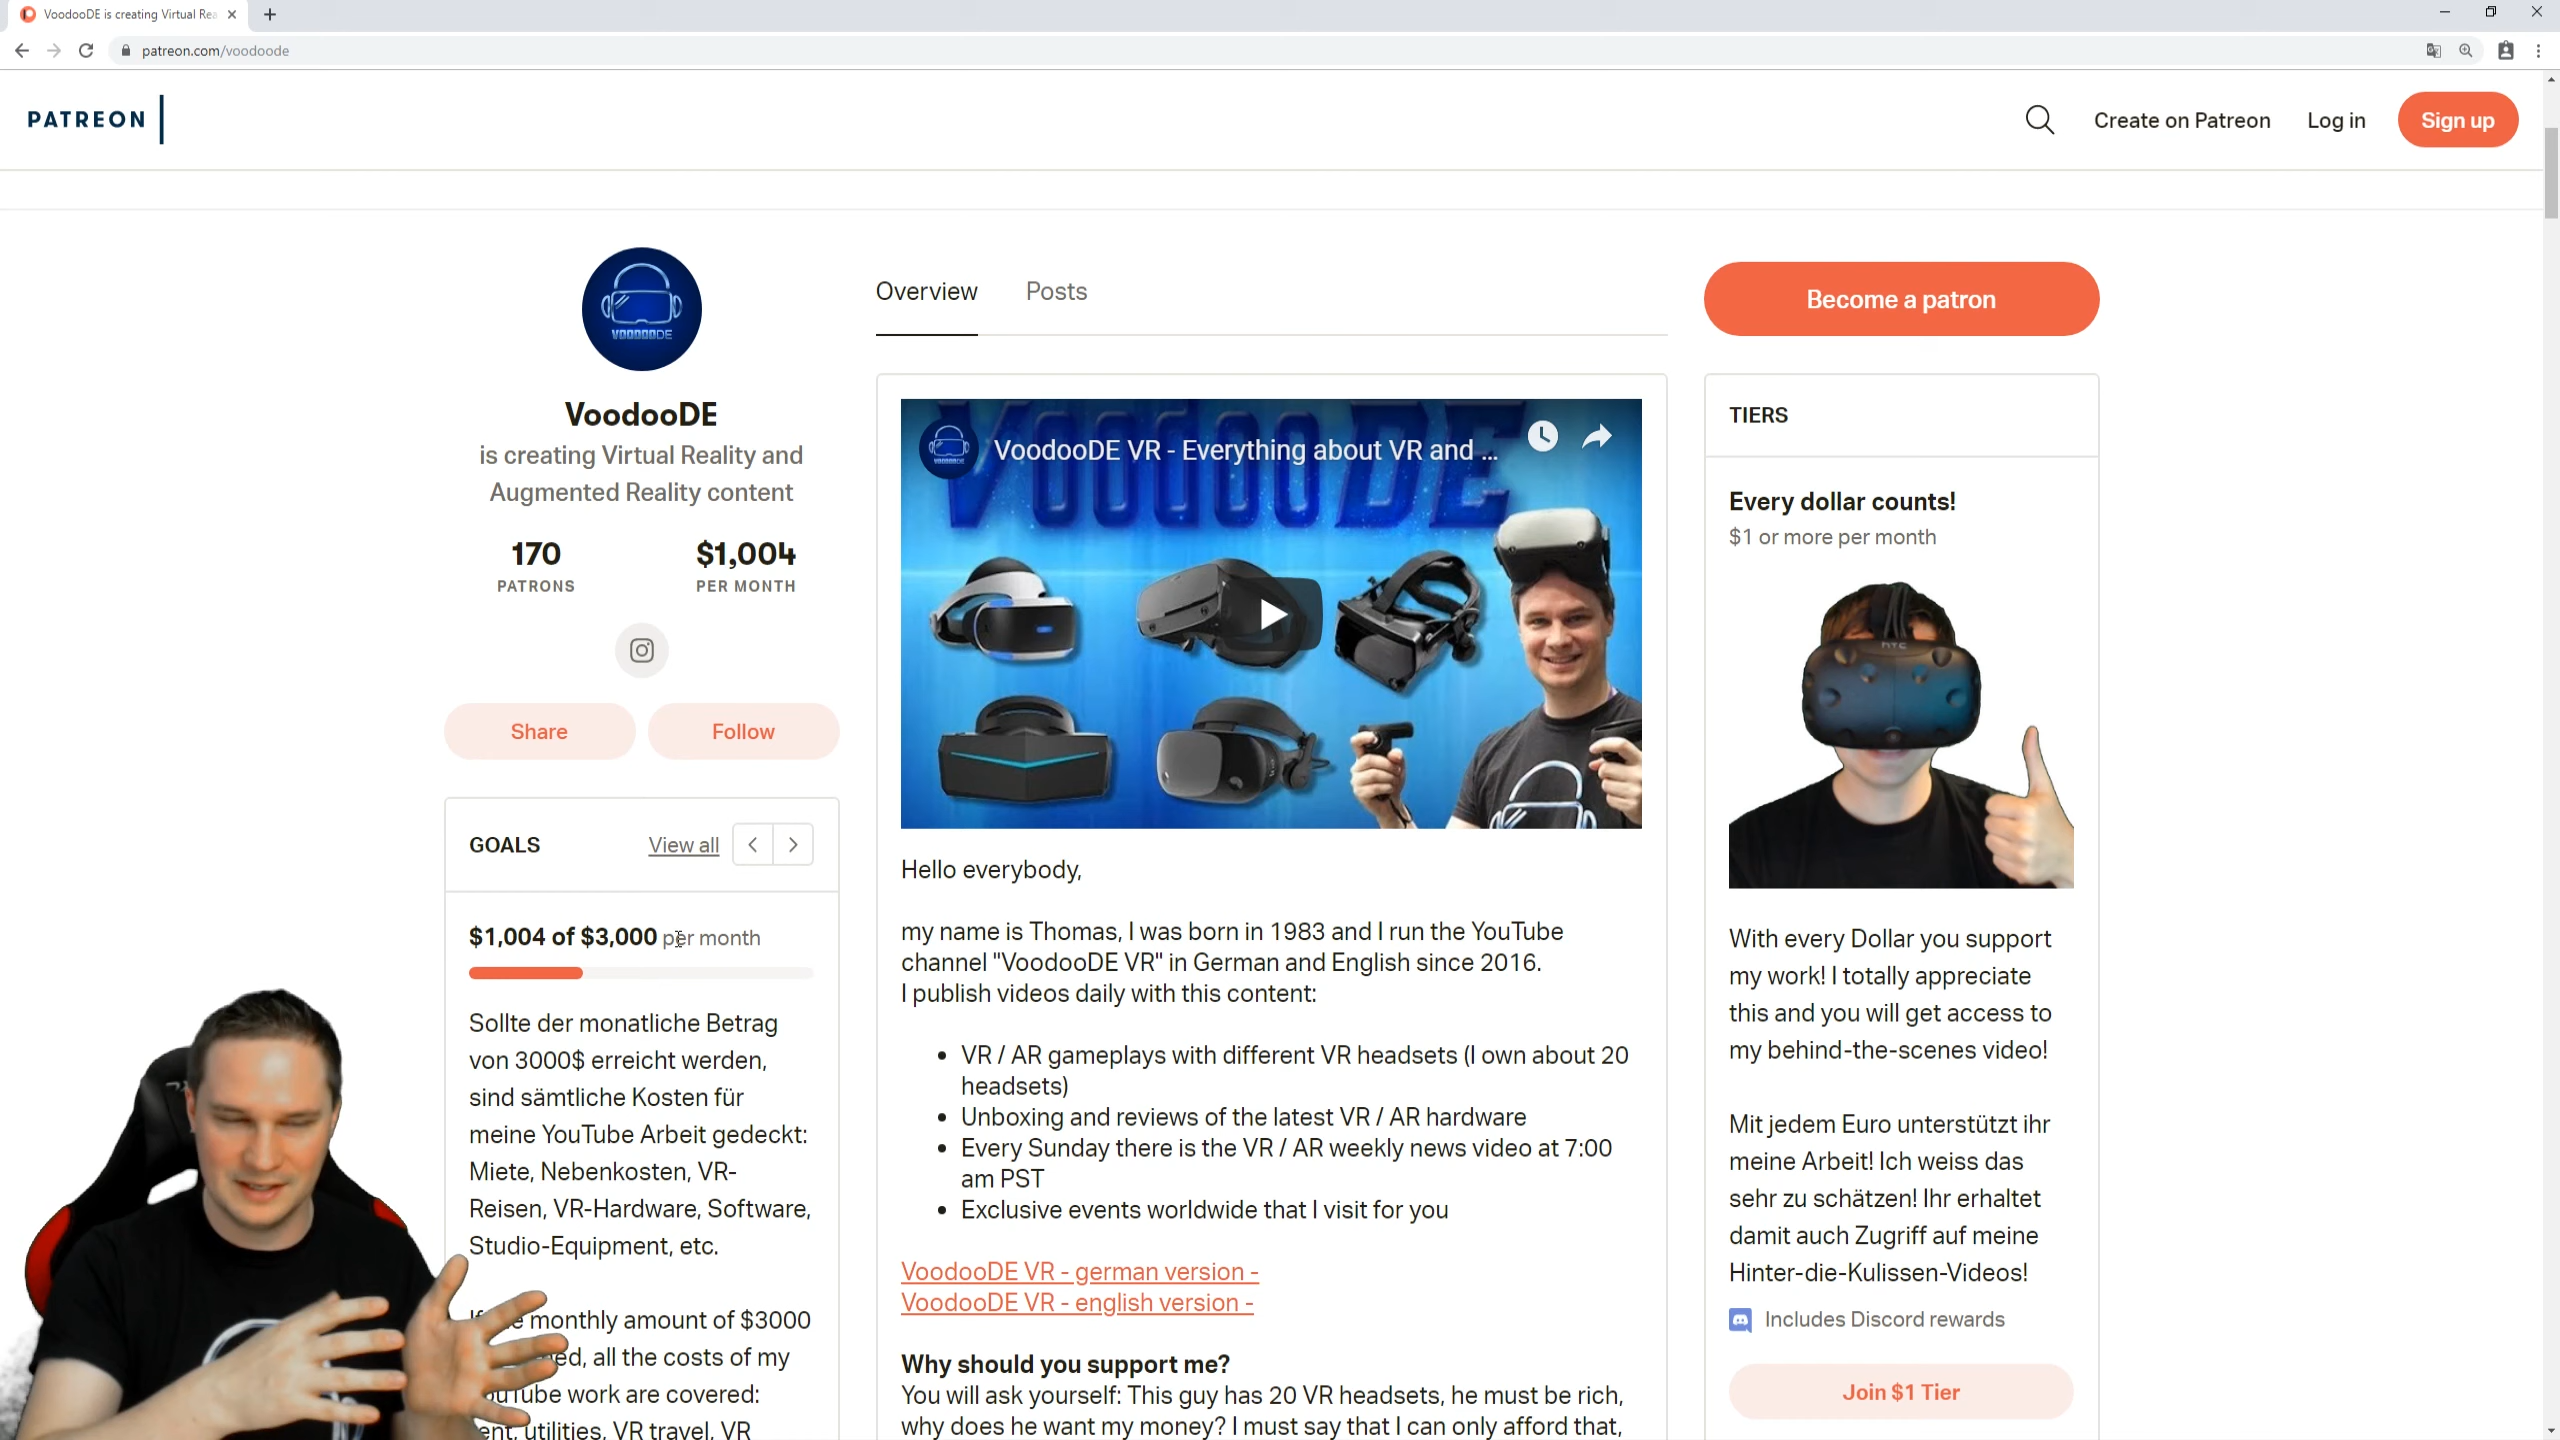 VoodooDE is creating Virtual Rea
patreon.com/voodoode
PATREON
Create on Patreon
Log in
Sign up
VOODOODE
VoodooDE
is creating Virtual Reality and
Augmented Reality content
170
PATRONS
$1,004
PER MONTH
Share
Follow
GOALS
View all
$1,004 of $3,000 per month
Sollte der monatliche Betrag
von 3000$ erreicht werden,
sind sämtliche Kosten für
meine YouTube Arbeit gedeckt:
Miete, Nebenkosten, VR-
Reisen, VR-Hardware, Software,
Studio-Equipment, etc.
monthly amount of $3000
all the costs of my
work are covered:
utilities, VR travel, VR
Overview
Posts
VOODOODE
VoodooDE VR - Everything about VR and ...
Hello everybody,
my name is Thomas, I was born in 1983 and I run the YouTube
channel "VoodooDE VR" in German and English since 2016.
I publish videos daily with this content:
• VR / AR gameplays with different VR headsets (I own about 20
headsets)
• Unboxing and reviews of the latest VR / AR hardware
• Every Sunday there is the VR / AR weekly news video at 7:00
am PST
• Exclusive events worldwide that I visit for you
VoodooDE VR - german version -
VoodooDE VR - english version -
Why should you support me?
You will ask yourself: This guy has 20 VR headsets, he must be rich,
why does he want my money? I must say that I can only afford that,
Become a patron
TIERS
Every dollar counts!
$1 or more per month
HTC
With every Dollar you support
my work! I totally appreciate
this and you will get access to
my behind-the-scenes video!
Mit jedem Euro unterstützt ihr
meine Arbeit! Ich weiss das
sehr zu schätzen! Ihr erhaltet
damit auch Zugriff auf meine
Hinter-die-Kulissen-Videos!
Includes Discord rewards
Join $1 Tier